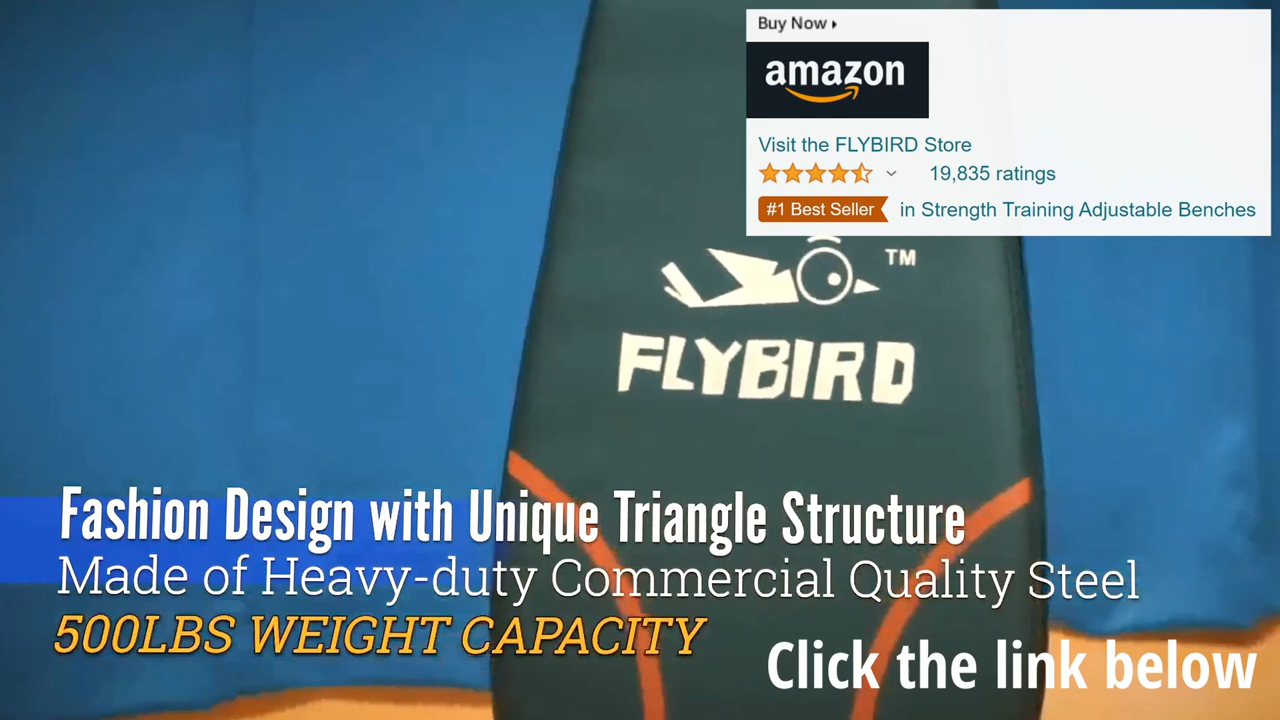 Buy Now
amazon
Visit the FLYBIRD Store
19,835 ratings
#1 Best Seller in Strength Training Adjustable Benches
TM
FLYBIRD
Fashion Design with Unique Triangle Structure
Made of Heavy-duty Commercial Quality Steel
500LBS WEIGHT CAPACITY
Click the link below